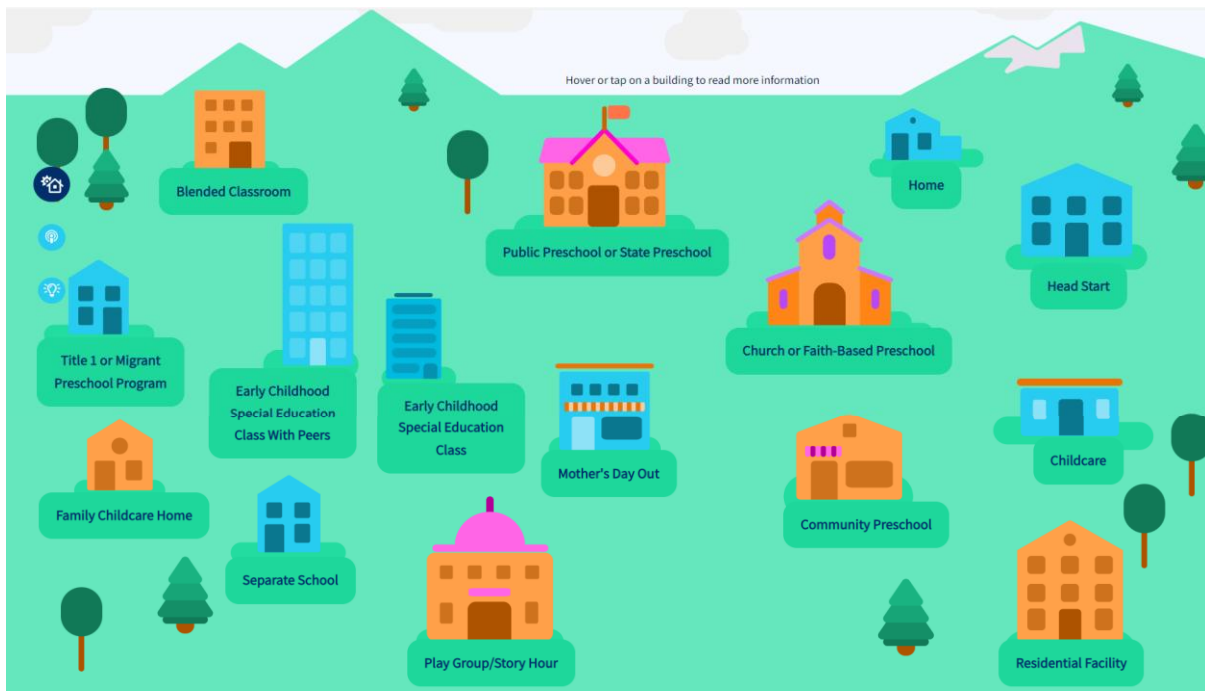 Hover or tap on a building to read more information
Blended Classroom
Public Preschool or State Preschool
Home
Head Start
Title 1 or Migrant
Preschool Program
Early Childhood
Special Education
Class With Peers
Early Childhood
Special Education
Class
Church or Faith-Based Preschool
Mother's Day Out
Childcare
Family Childcare Home
Community Preschool
Separate School
Play Group/Story Hour
Residential Facility